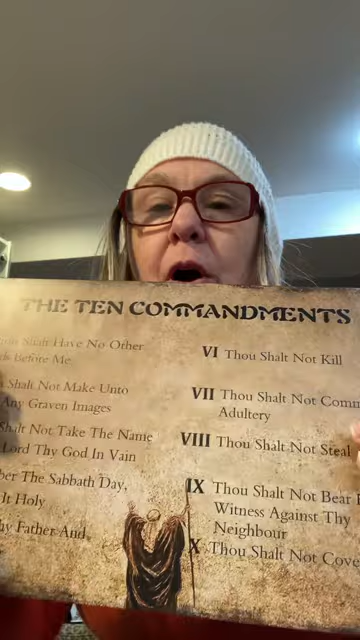 THE TEN COMMANDMENTS
Shalt Have No Other
Before Me
Shalt Not Make Unto
Any Graven Images
Shalt Not Take The Name
Lord Thy God In Vain
The Sabbath Day,
It Holy
Father And
VI Thou Shalt Not Kill
VII Thou Shalt Not
Adultery
VIII Thou Shalt Not Steal
IX Thou Shalt Not Bear
Witness Against Thy
Neighbour
X Thou Shalt Not